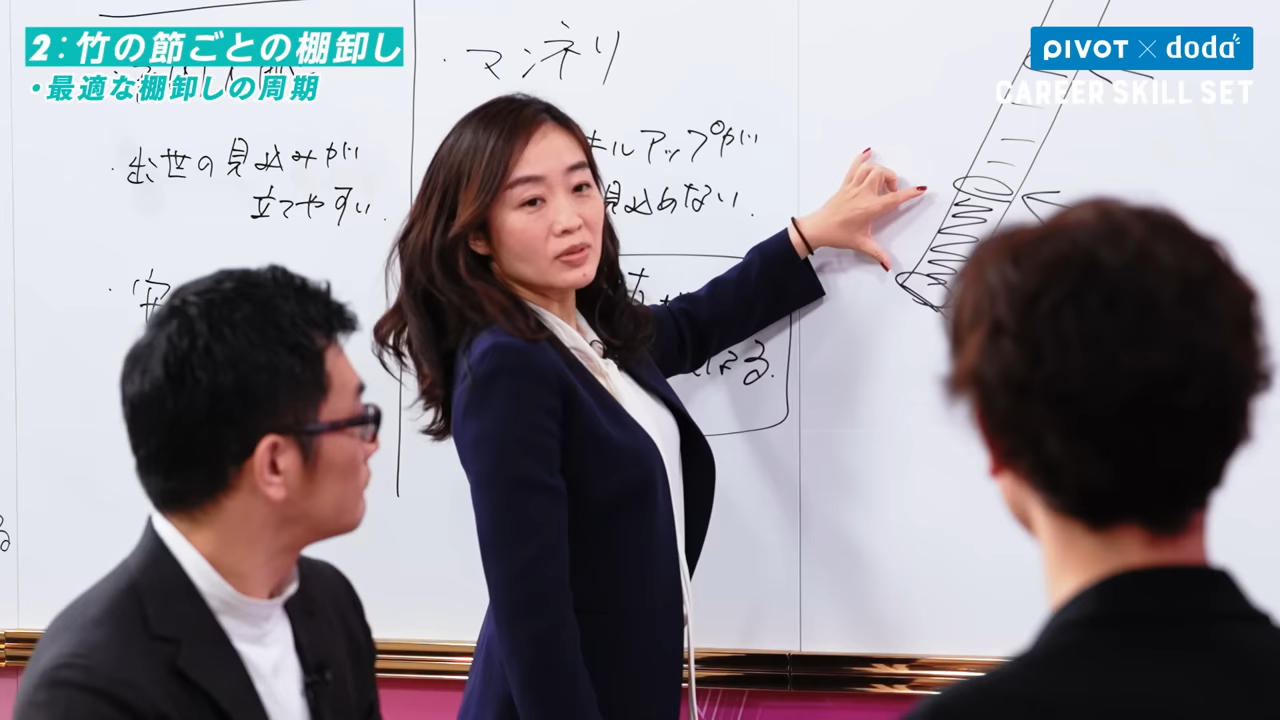 2：竹の節ごとの棚卸し
・最適な棚卸しの周期
PIVOT × doda
CAREER SKILL SET
・マンネリ
・出世の見込みが
立てやすい.
キルアップが
見込めない.
なる.